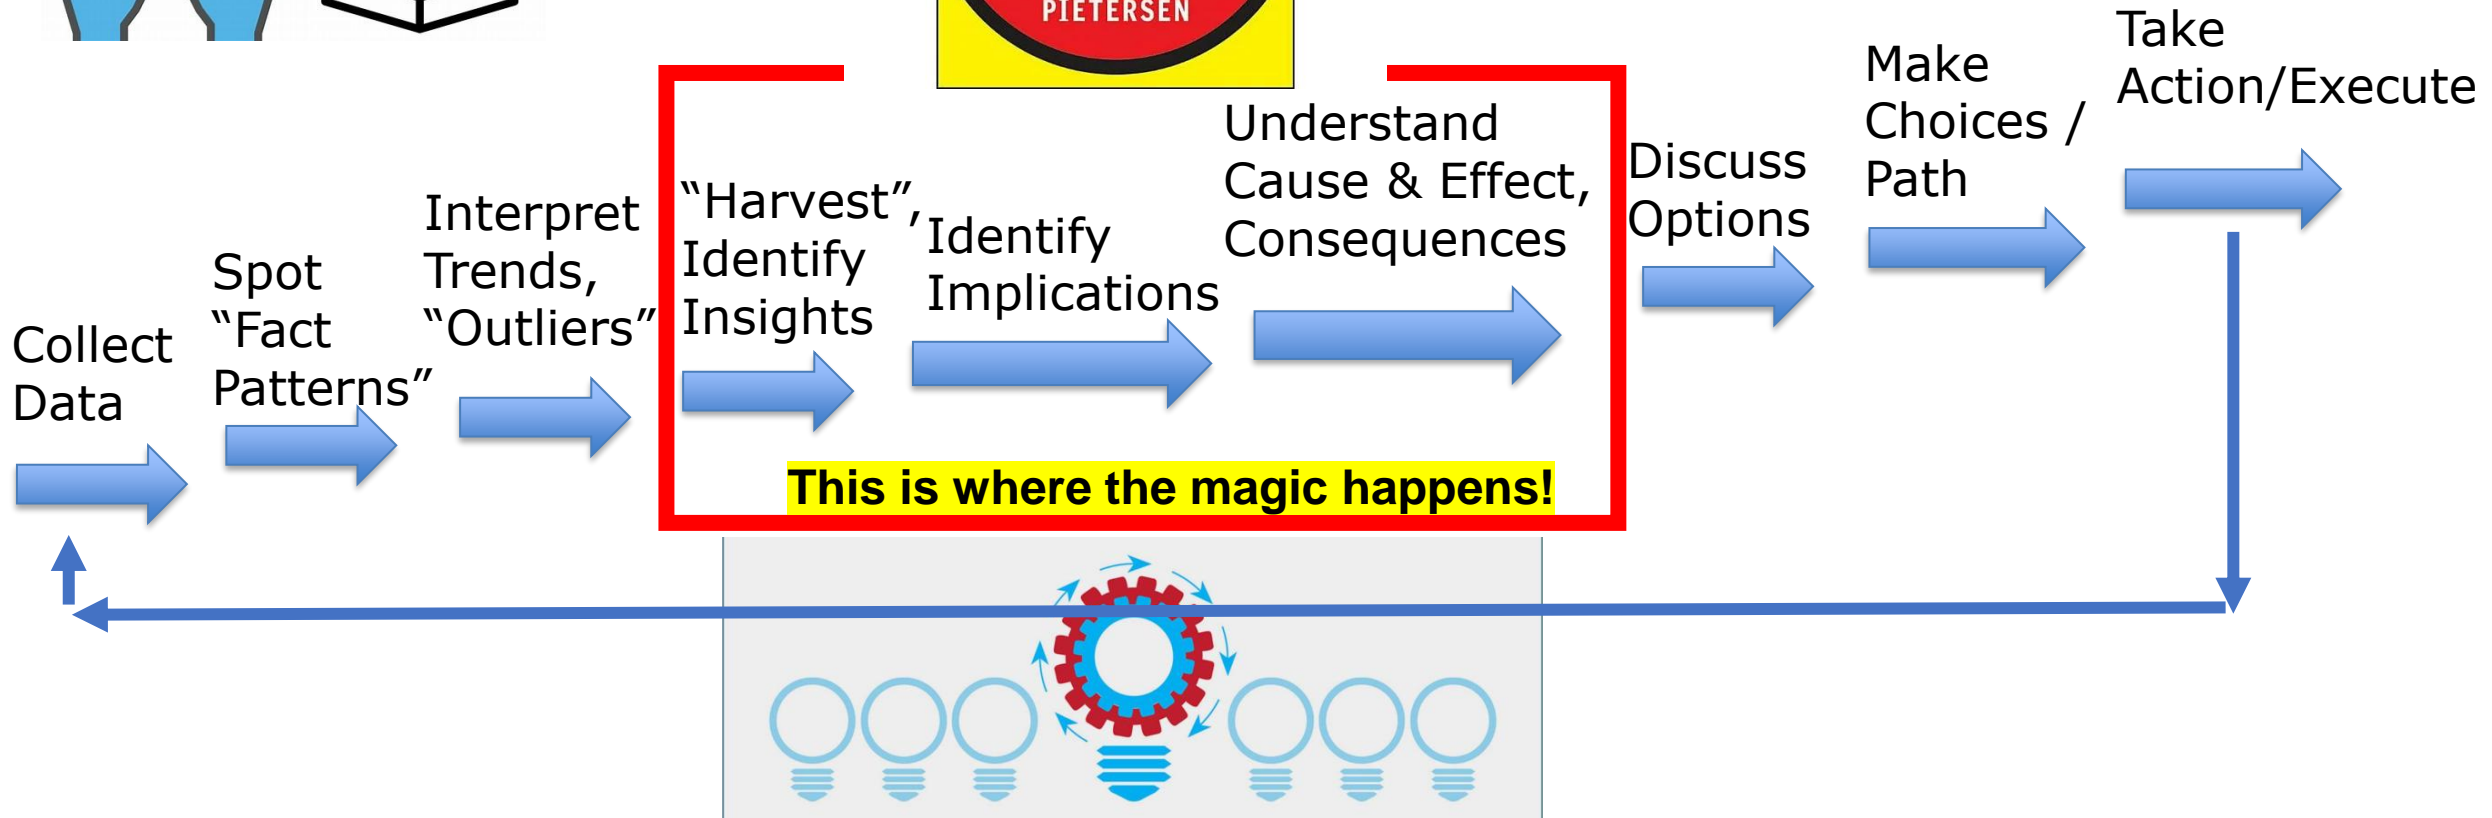 PIETERSEN
Collect
Data
Spot
“Fact
Patterns”
Interpret
Trends,
“Outliers”
“Harvest”,
Identify
Insights
Identify
Implications
Understand
Cause & Effect,
Consequences
Discuss
Options
Make
Choices /
Path
Take
Action/Execute
This is where the magic happens!